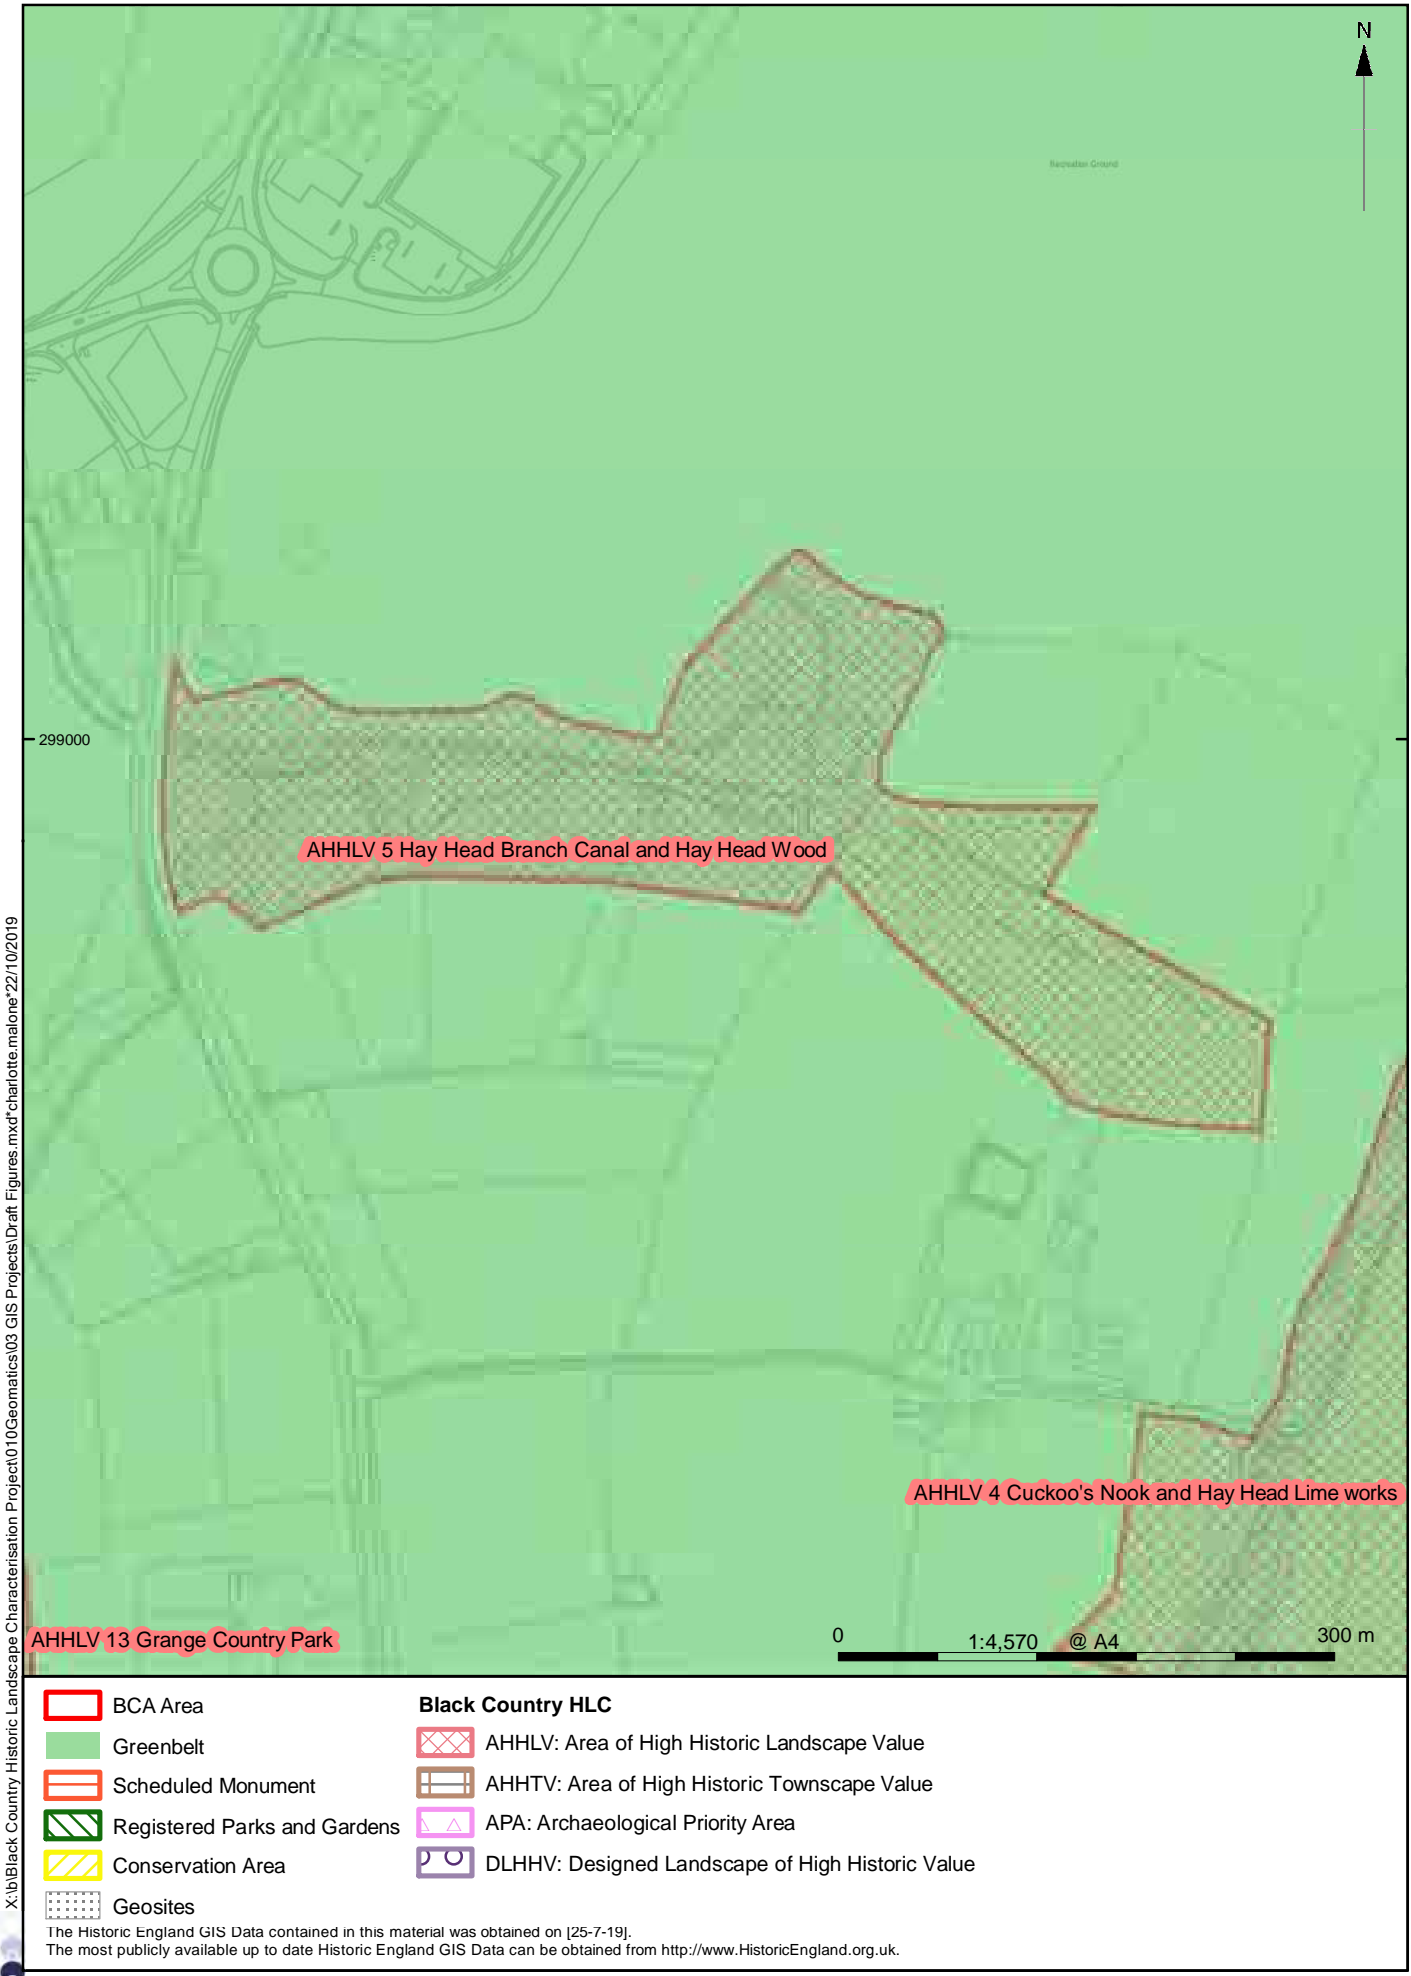 N
Recreation Ground
299000
AHHLV 5 Hay Head Branch Canal and Hay Head Wood
AHHLV 4 Cuckoo's Nook and Hay Head Lime works
AHHLV 13 Grange Country Park
0 1:4,570 @ A4 300 m
X:\b\Black Country Historic Landscape Characterisation Project\010Geomatics\03 GIS Projects\Draft Figures.mxd*charlotte.malone*22/10/2019
BCA Area
Greenbelt
Scheduled Monument
Registered Parks and Gardens
Conservation Area
Geosites
Black Country HLC
AHHLV: Area of High Historic Landscape Value
AHHTV: Area of High Historic Townscape Value
APA: Archaeological Priority Area
DLHHV: Designed Landscape of High Historic Value
The Historic England GIS Data contained in this material was obtained on [25-7-19].
The most publicly available up to date Historic England GIS Data can be obtained from http://www.HistoricEngland.org.uk.